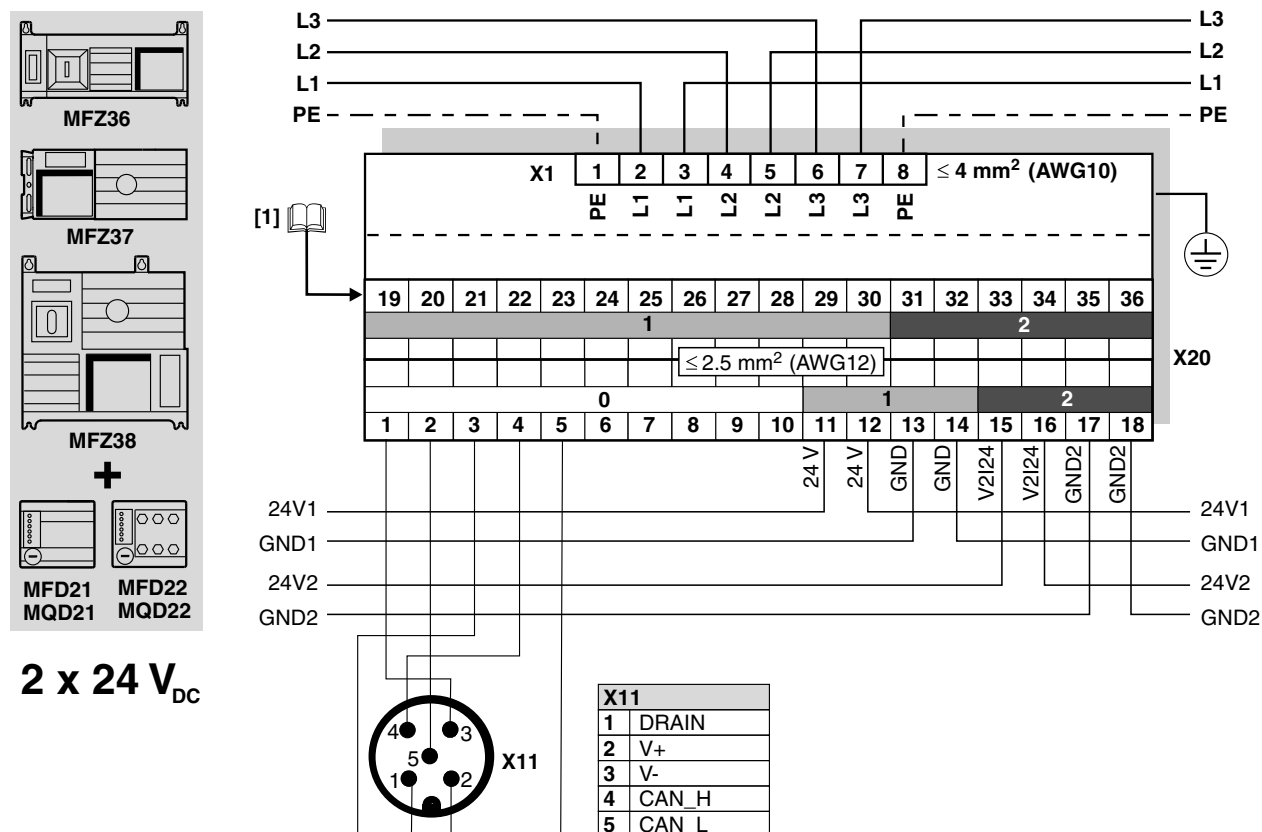 MFZ36
MFZ37
MFZ38
+
MFD21 MFD22
MQD21 MQD22
2 x 24 VDC
L3 L3
L2 L2
L1 L1
PE PE
X1 1 2 3 4 5 6 7 8 ≤ 4 mm² (AWG10)
PE L1 L1 L2 L2 L3 L3 PE
[1]
19 20 21 22 23 24 25 26 27 28 29 30 31 32 33 34 35 36
1 2
≤ 2.5 mm² (AWG12) X20
0 1 2
1 2 3 4 5 6 7 8 9 10 11 12 13 14 15 16 17 18
24 V 24 V GND GND V2I24 V2I24 GND2 GND2
24V1 24V1
GND1 GND1
24V2 24V2
GND2 GND2
4 3
5 X11
1 2
X11
1 DRAIN
2 V+
3 V-
4 CAN_H
5 CAN_L